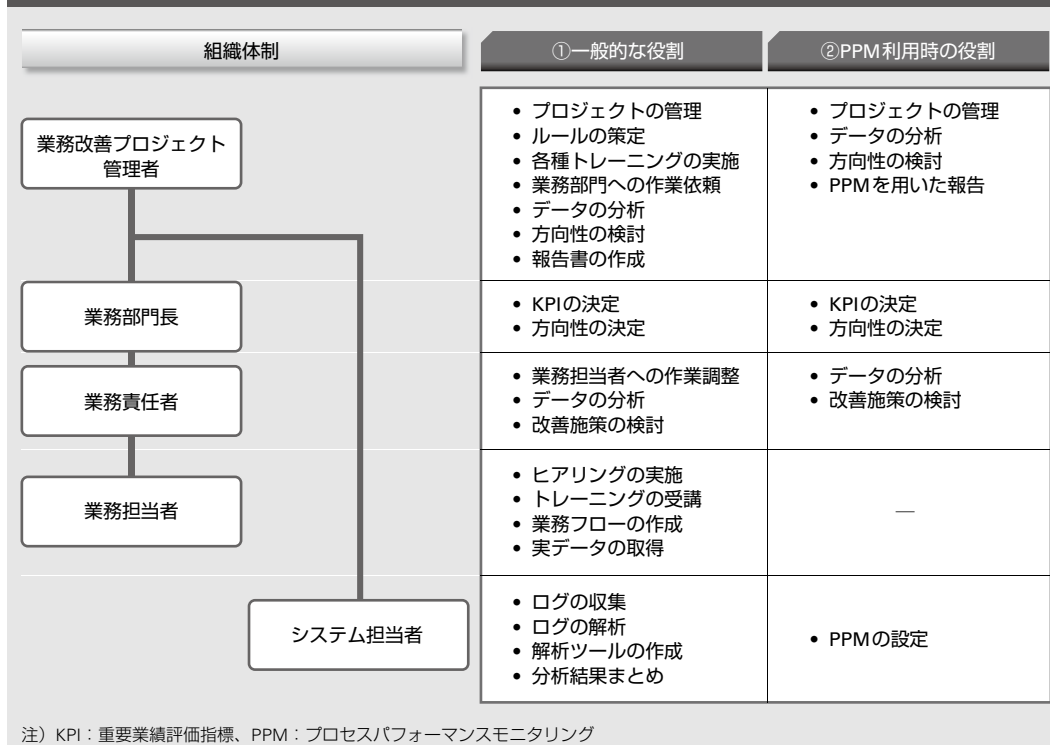 組織体制
①一般的な役割
②PPM利用時の役割
業務改善プロジェクト
管理者
• プロジェクトの管理
• ルールの策定
• 各種トレーニングの実施
• 業務部門への作業依頼
• データの分析
• 方向性の検討
• 報告書の作成
• プロジェクトの管理
• データの分析
• 方向性の検討
• PPMを用いた報告
業務部門長
• KPIの決定
• 方向性の決定
• KPIの決定
• 方向性の決定
業務責任者
• 業務担当者への作業調整
• データの分析
• 改善施策の検討
• データの分析
• 改善施策の検討
業務担当者
• ヒアリングの実施
• トレーニングの受講
• 業務フローの作成
• 実データの取得
—
システム担当者
• ログの収集
• ログの解析
• 解析ツールの作成
• 分析結果まとめ
• PPMの設定
注）KPI：重要業績評価指標、PPM：プロセスパフォーマンスモニタリング